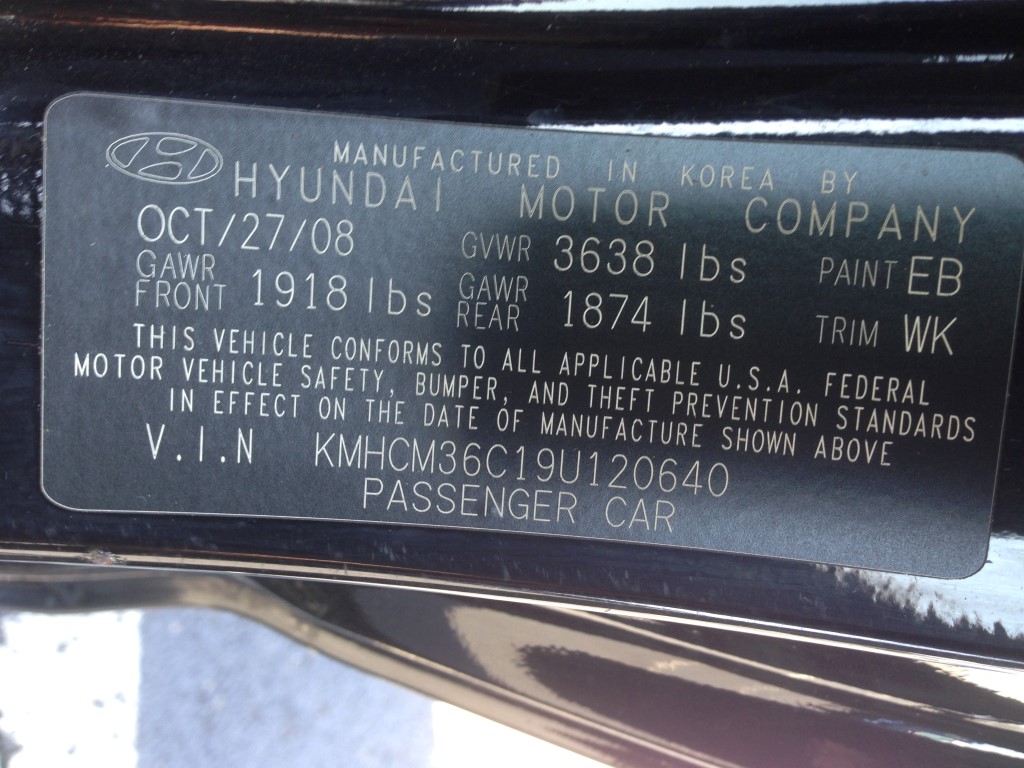 MANUFACTURED IN KOREA BY
HYUNDAI MOTOR COMPANY
OCT/27/08 GVWR 3638 lbs PAINT EB
GAWR FRONT 1918 lbs GAWR REAR 1874 lbs TRIM WK
THIS VEHICLE CONFORMS TO ALL APPLICABLE U.S.A. FEDERAL
MOTOR VEHICLE SAFETY, BUMPER, AND THEFT PREVENTION STANDARDS
IN EFFECT ON THE DATE OF MANUFACTURE SHOWN ABOVE
V.I.N KMHCM36C19U120640
PASSENGER CAR